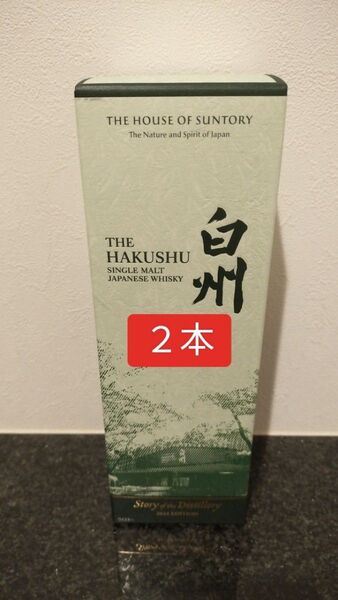 THE HOUSE OF SUNTORY
The Nature and Spirit of Japan
白州
THE
HAKUSHU
SINGLE MALT
JAPANESE WHISKY
２本
Story of the Distillery
EDITION